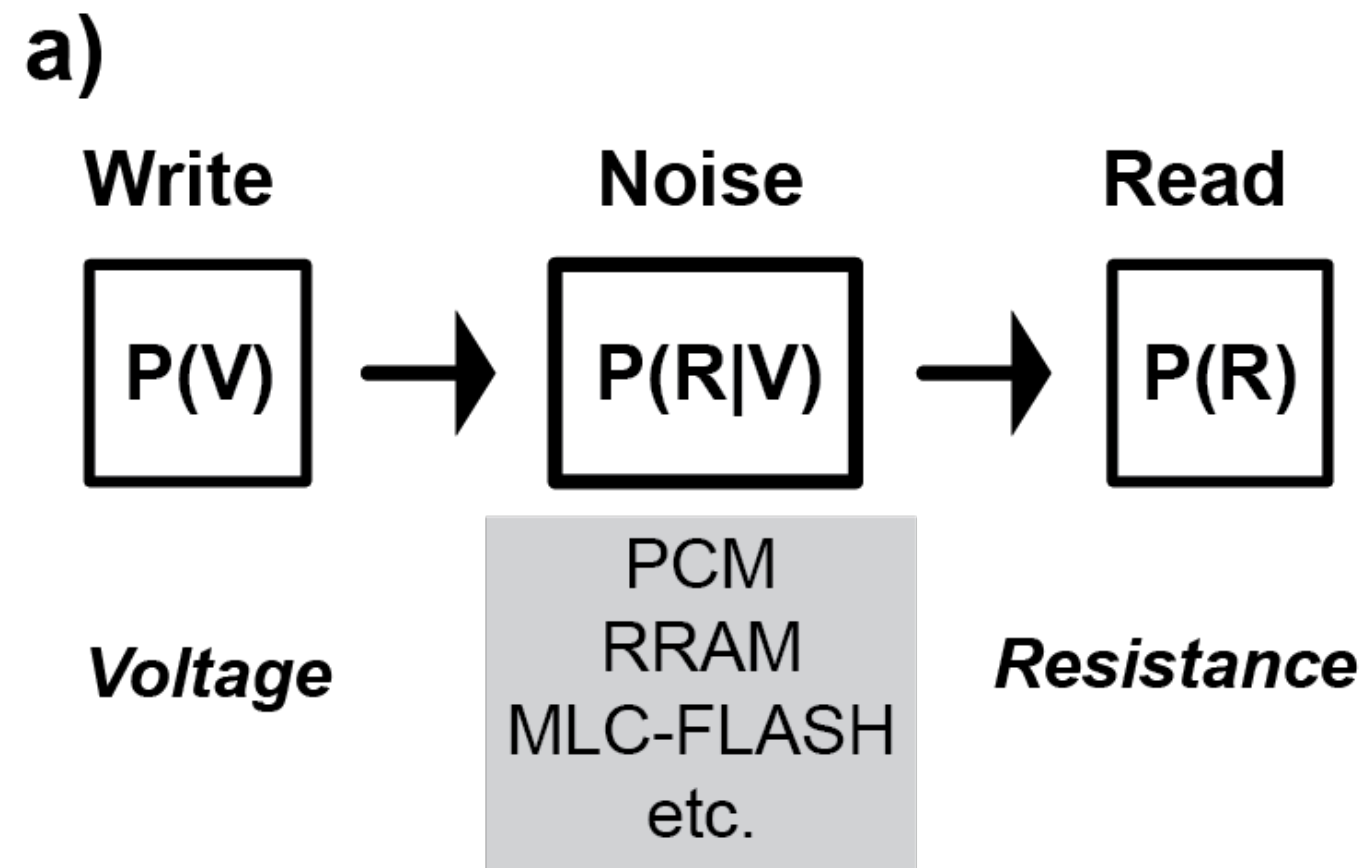 a)
Write Noise Read
P(V) P(R|V) P(R)
PCM
RRAM
Voltage Resistance
MLC-FLASH
etc.